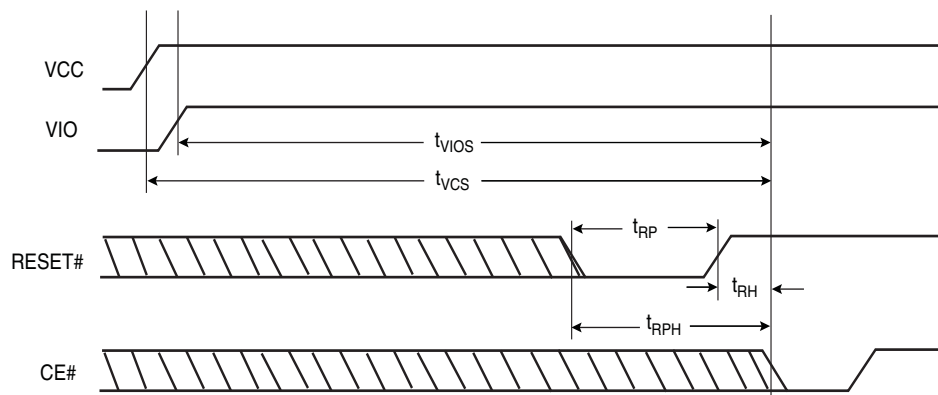 VCC
VIO
tVIOS
tVCS
tRP
RESET#
tRH
tRPH
CE#